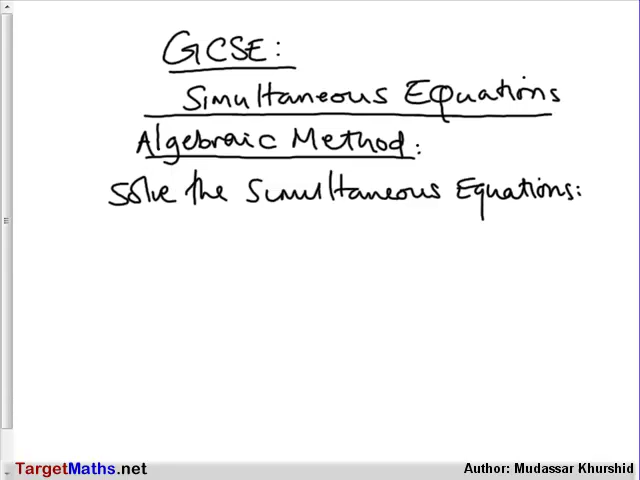 GCSE:
Simultaneous Equations
Algebraic Method:
Solve the Simultaneous Equations:
TargetMaths.net
Author: Mudassar Khurshid